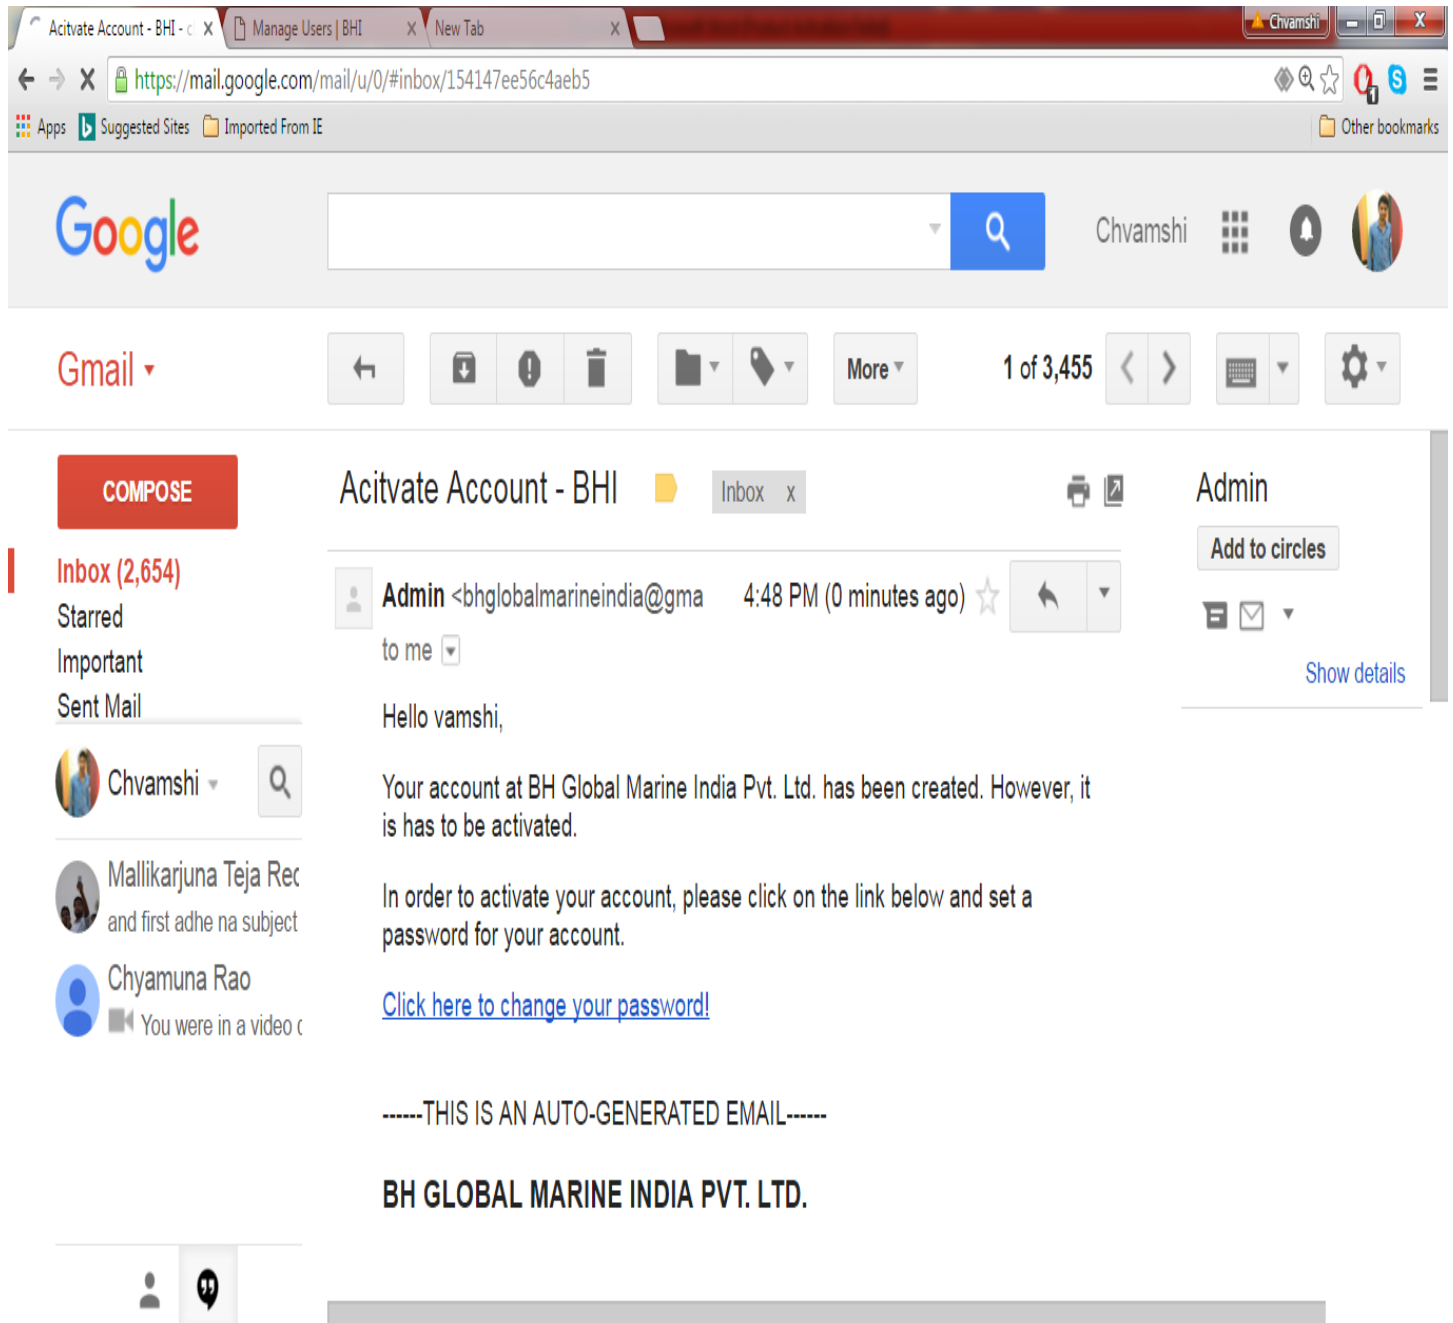 Acitvate Account - BHI - c
Manage Users | BHI
New Tab
Chvamshi
https://mail.google.com/mail/u/0/#inbox/154147ee56c4aeb5
Apps
Suggested Sites
Imported From IE
Other bookmarks
Google
Chvamshi
Gmail
More
1 of 3,455
COMPOSE
Acitvate Account - BHI
Inbox x
Admin
Add to circles
Inbox (2,654)
Admin <bhglobalmarineindia@gma
4:48 PM (0 minutes ago)
Starred
to me
Important
Show details
Sent Mail
Hello vamshi,
Chvamshi
Your account at BH Global Marine India Pvt. Ltd. has been created. However, it
is has to be activated.
Mallikarjuna Teja Rec
and first adhe na subject
In order to activate your account, please click on the link below and set a
password for your account.
Chyamuna Rao
You were in a video c
Click here to change your password!
------THIS IS AN AUTO-GENERATED EMAIL------
BH GLOBAL MARINE INDIA PVT. LTD.